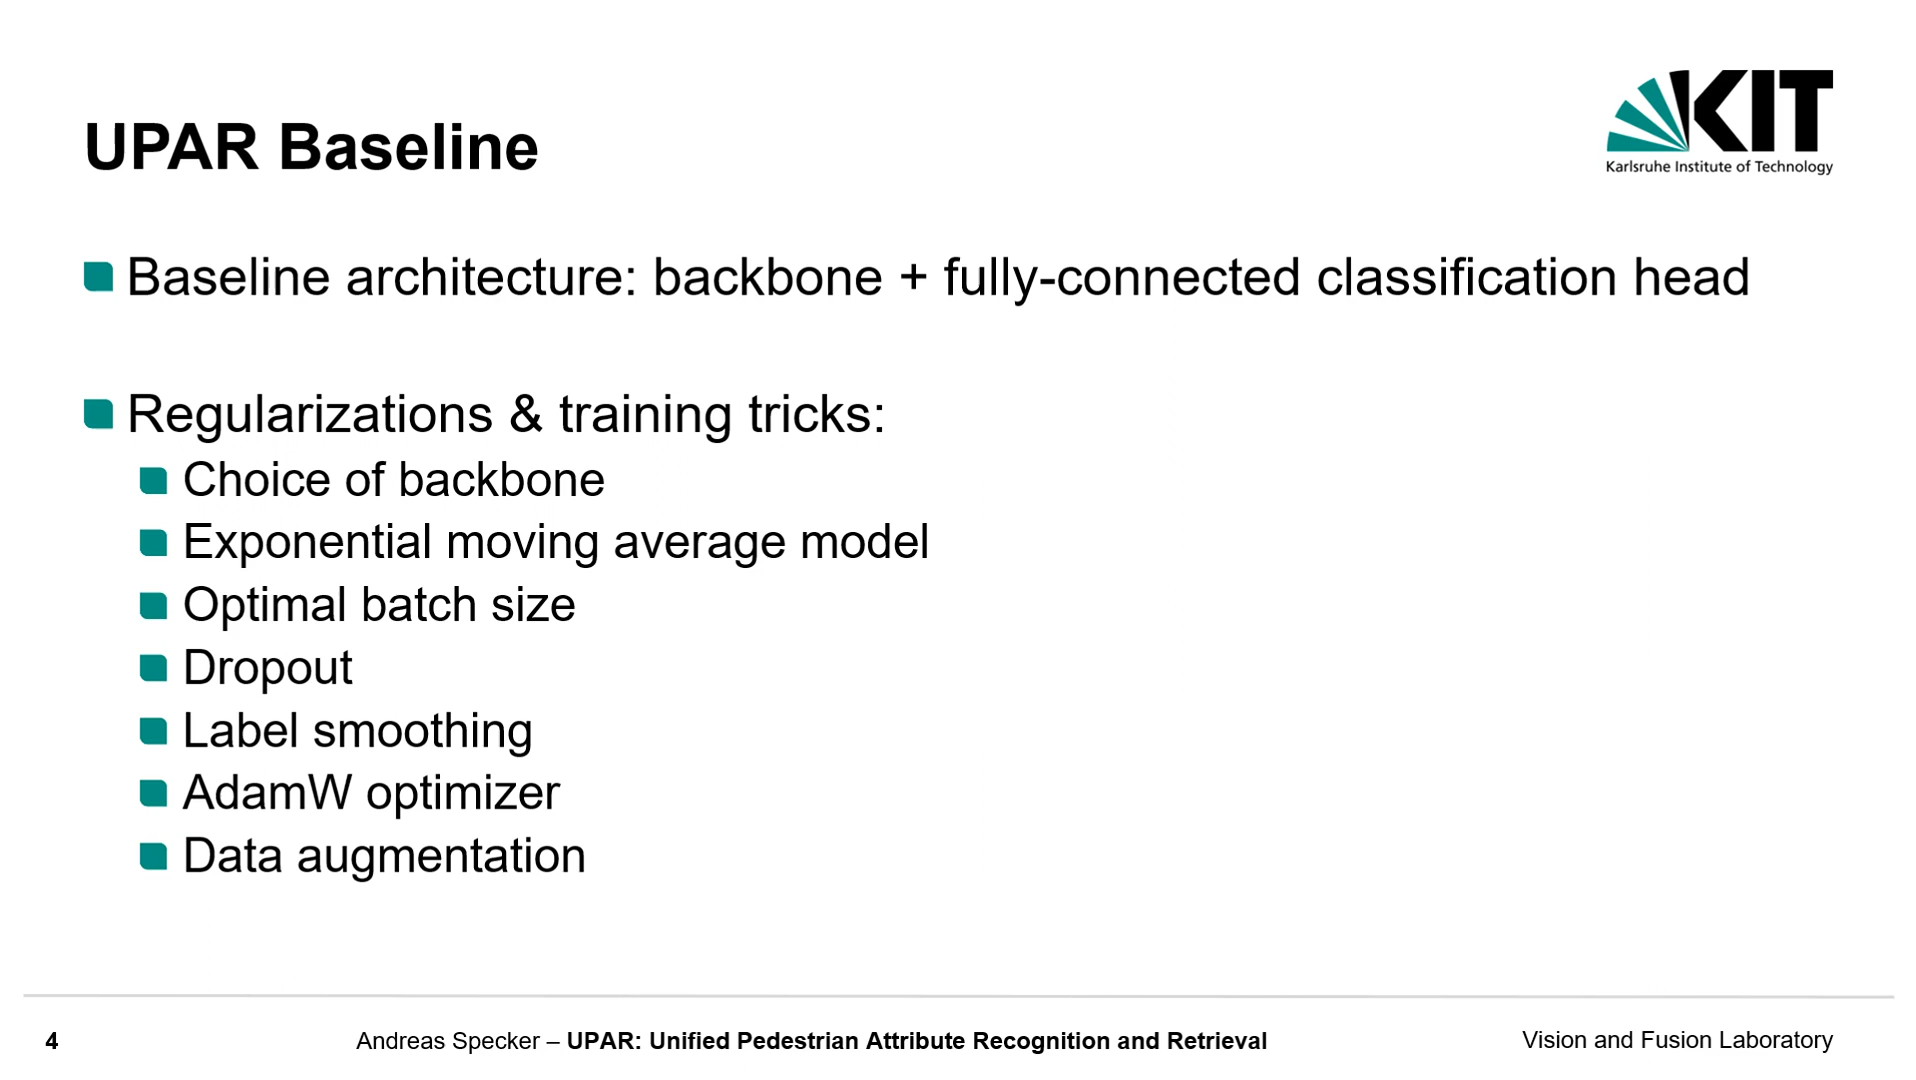 UPAR Baseline
KIT
Karlsruhe Institute of Technology
Baseline architecture: backbone + fully-connected classification head
Regularizations & training tricks:
Choice of backbone
Exponential moving average model
Optimal batch size
Dropout
Label smoothing
AdamW optimizer
Data augmentation
4
Andreas Specker – UPAR: Unified Pedestrian Attribute Recognition and Retrieval
Vision and Fusion Laboratory